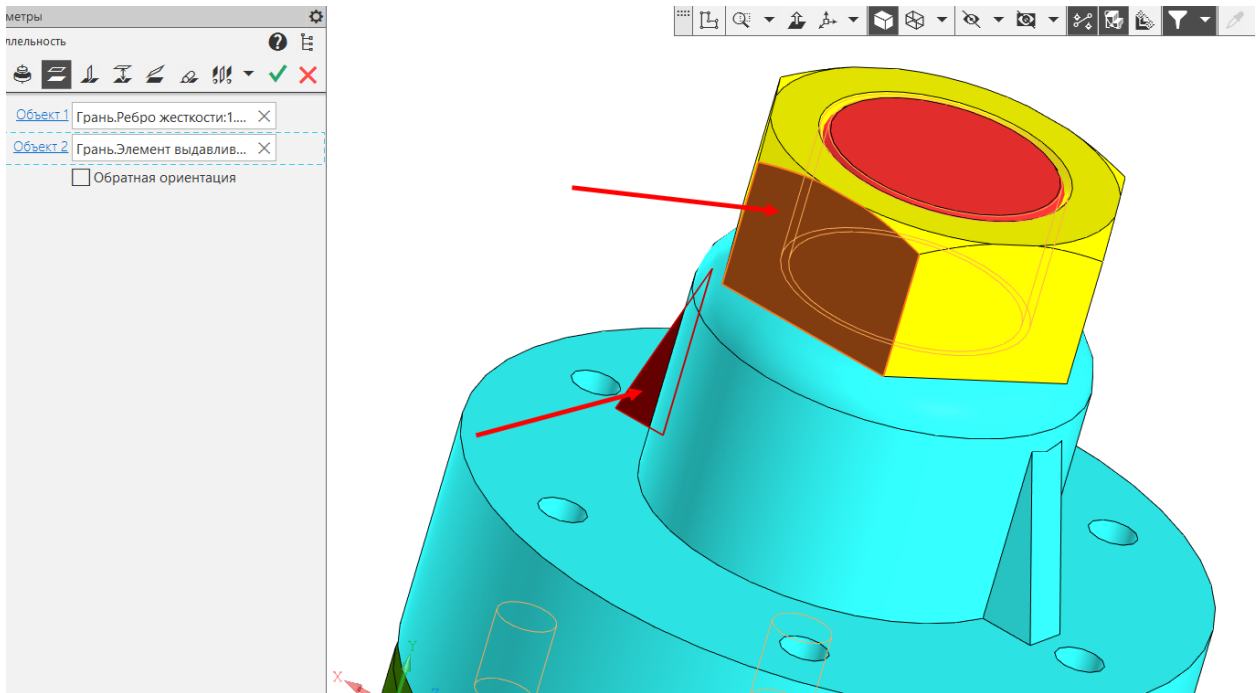 метры
ллельность
Объект 1 Грань.Ребро жесткости:1....
Объект 2 Грань.Элемент выдавлив...
Обратная ориентация
Y
X
Z